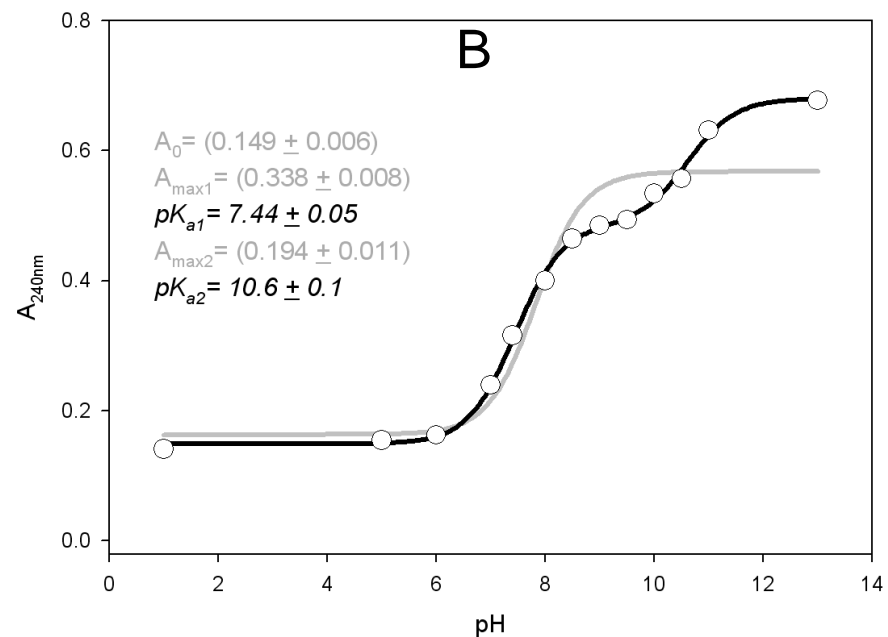 B
A0= (0.149 ± 0.006)
Amax1= (0.338 ± 0.008)
pKa1= 7.44 ± 0.05
Amax2= (0.194 ± 0.011)
pKa2= 10.6 ± 0.1
0.8
0.6
0.4
0.2
0.0
A240nm
0 2 4 6 8 10 12 14
pH